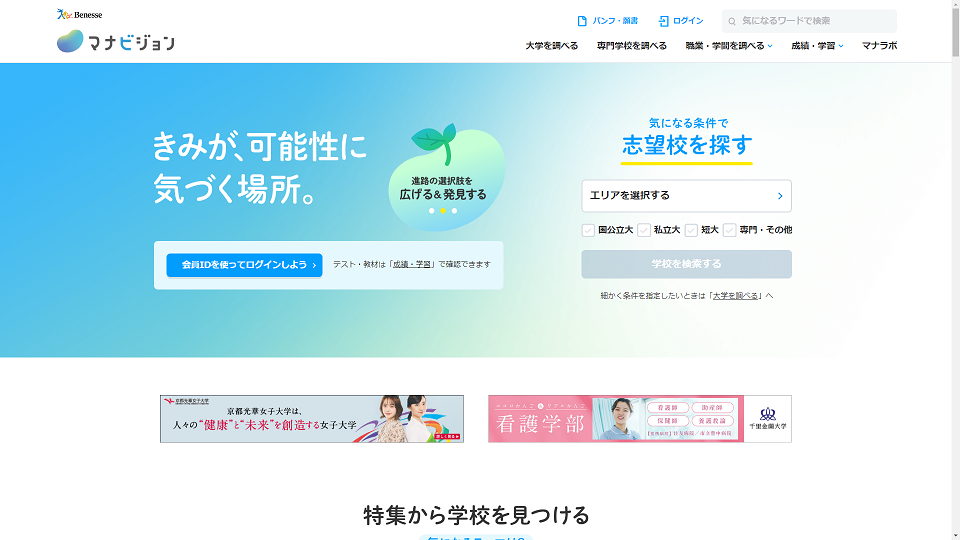 Benesse
マナビジョン
パンフ・願書
ログイン
気になるワードで検索
大学を調べる
専門学校を調べる
職業・学問を調べる
成績・学習
マナラボ
きみが、可能性に
気づく場所。
進路の選択肢を
広げる＆発見する
会員IDを使ってログインしよう
テスト・教材は「成績・学習」で確認できます
気になる条件で
志望校を探す
エリアを選択する
国公立大
私立大
短大
専門・その他
学校を検索する
細かく条件を指定したいときは「大学を調べる」へ
京都光華女子大学
京都光華女子大学は、
人々の“健康”と“未来”を創造する女子大学
詳しく見る
看護学部
看護師
助産師
保健師
養護教諭
千里金蘭大学
特集から学校を見つける